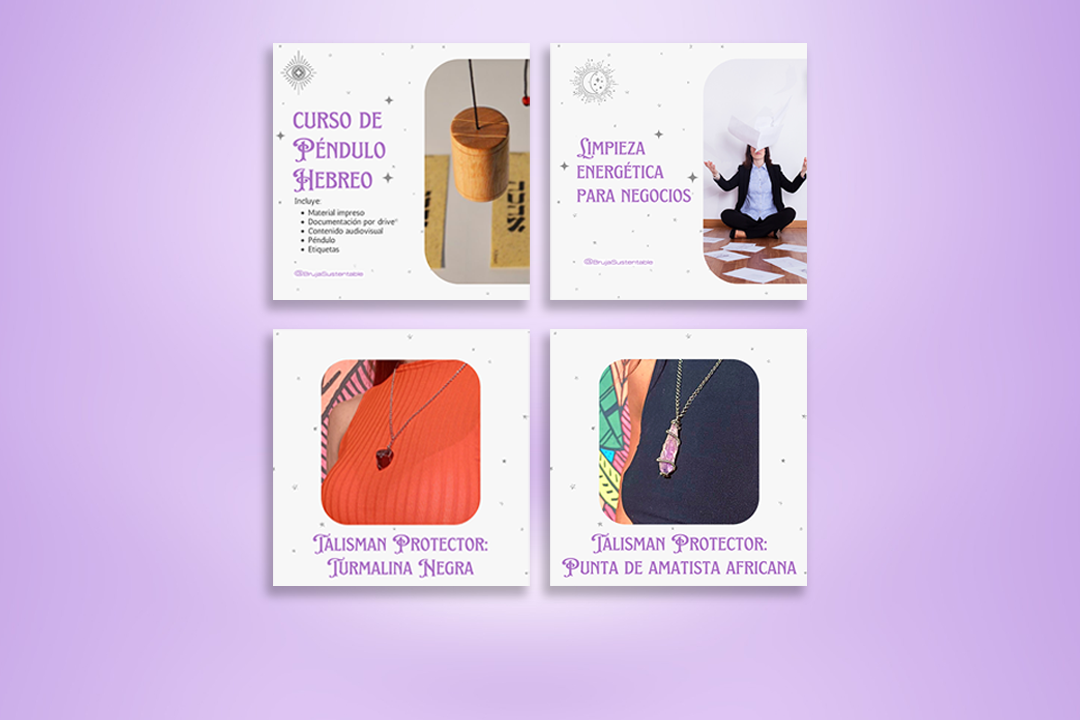 CURSO DE
PÉNDULO
HEBREO
Incluye:
• Material impreso
• Documentación por drive*
• Contenido audiovisual
• Péndulo
• Etiquetas
@BrujaSustentable
LIMPIEZA
ENERGÉTICA
PARA NEGOCIOS
@BrujaSustentable
TALISMAN PROTECTOR:
TURMALINA NEGRA
TALISMAN PROTECTOR:
PUNTA DE AMATISTA AFRICANA